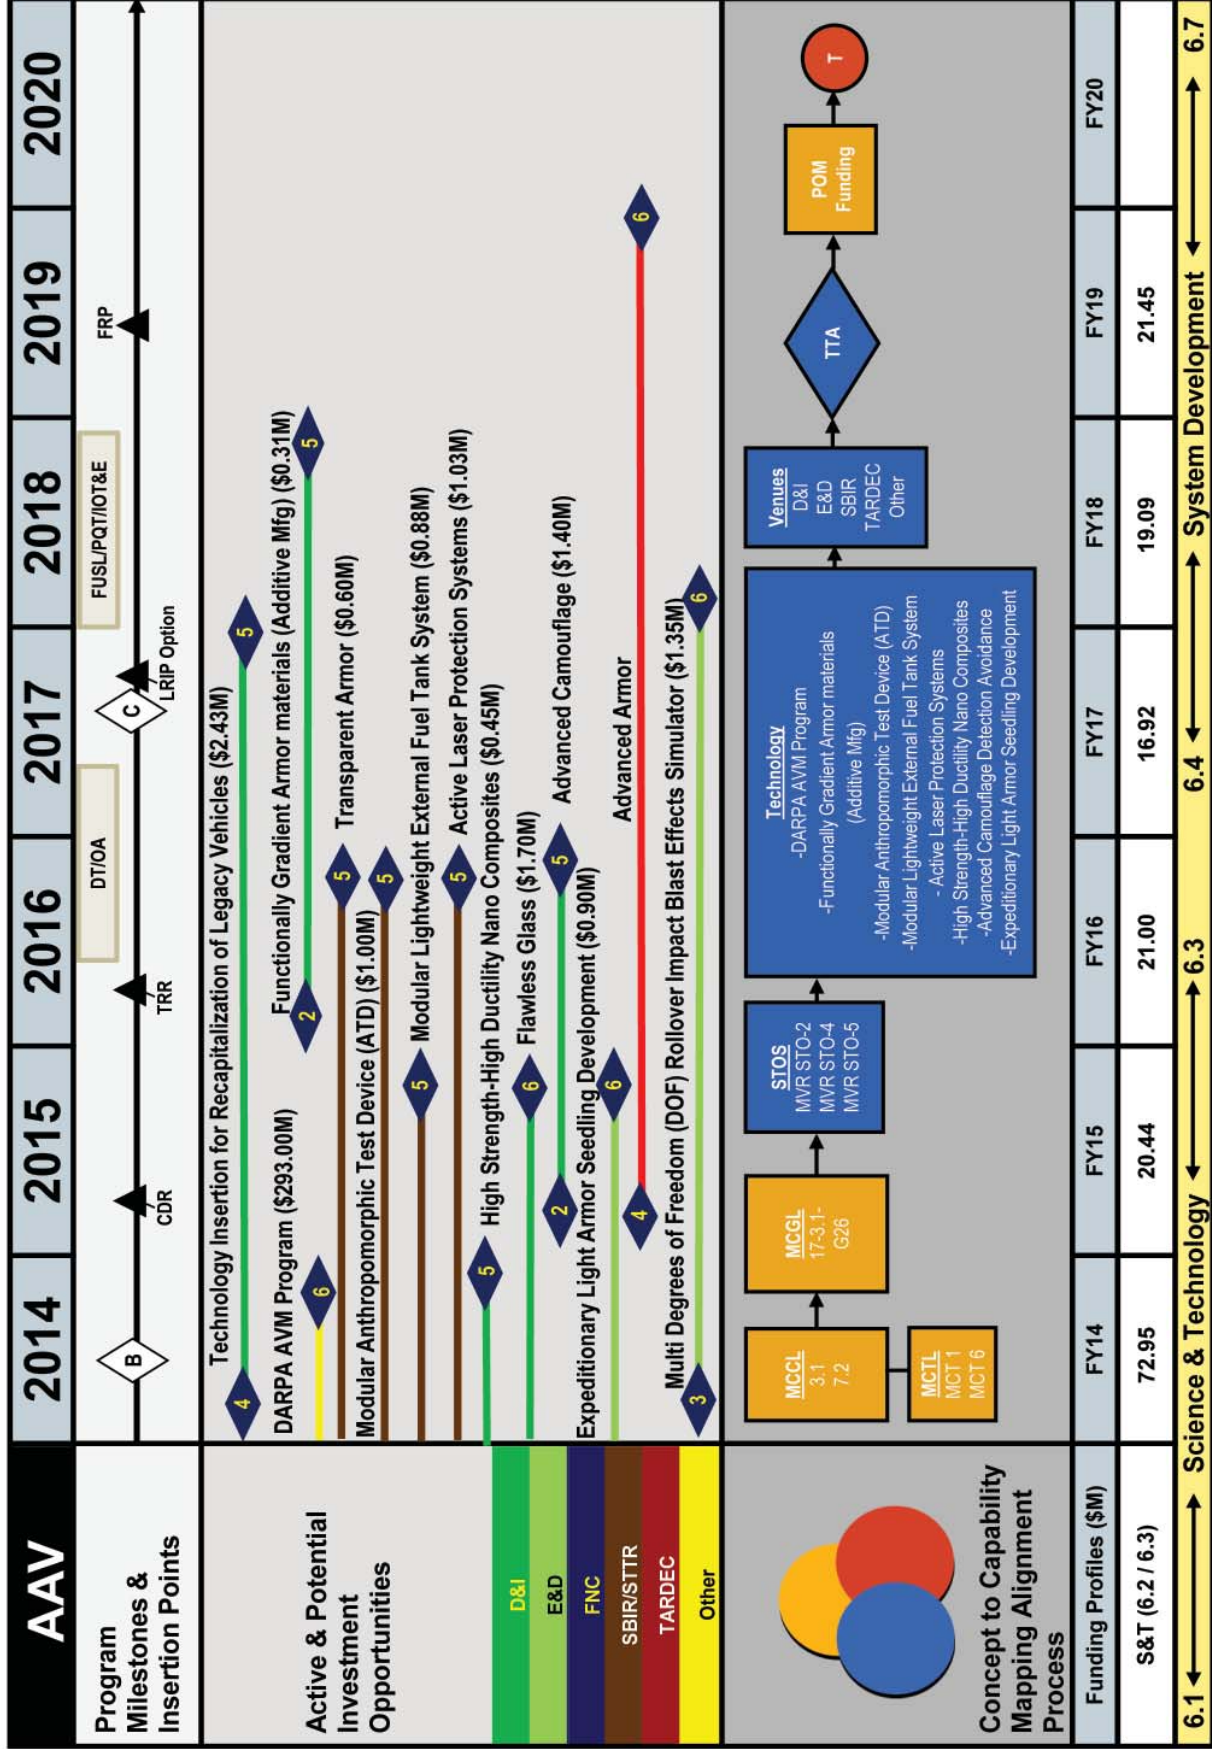 AAV
2014
2015
2016
2017
2018
2019
2020
Program
Milestones &
Insertion Points
B
CDR
TRR
DT/OA
C
LRIP Option
FUSL/PQT/IOT&E
FRP
Active & Potential
Investment
Opportunities
D&I
E&D
FNC
SBIR/STTR
TARDEC
Other
Technology Insertion for Recapitalization of Legacy Vehicles ($2.43M)
4
5
DARPA AVM Program ($293.00M)
6
Functionally Gradient Armor materials (Additive Mfg) ($0.31M)
2
5
Transparent Armor ($0.60M)
5
Modular Anthropomorphic Test Device (ATD) ($1.00M)
5
Modular Lightweight External Fuel Tank System ($0.88M)
5
Active Laser Protection Systems ($1.03M)
5
High Strength-High Ductility Nano Composites ($0.45M)
5
Flawless Glass ($1.70M)
6
Advanced Camouflage ($1.40M)
2
5
Expeditionary Light Armor Seedling Development ($0.90M)
6
Advanced Armor
4
6
Multi Degrees of Freedom (DOF) Rollover Impact Blast Effects Simulator ($1.35M)
3
6
Concept to Capability
Mapping Alignment
Process
MCCL
3.1
7.2
MCTL
MCT 1
MCT 6
MCGL
17-3.1-
G26
STOS
MVR STO-2
MVR STO-4
MVR STO-5
Technology
-DARPA AVM Program
-Functionally Gradient Armor materials
(Additive Mfg)
-Modular Anthropomorphic Test Device (ATD)
-Modular Lightweight External Fuel Tank System
- Active Laser Protection Systems
-High Strength-High Ductility Nano Composites
-Advanced Camouflage Detection Avoidance
-Expeditionary Light Armor Seedling Development
Venues
D&I
E&D
SBIR
TARDEC
Other
TTA
POM
Funding
T
Funding Profiles ($M)
FY14
FY15
FY16
FY17
FY18
FY19
FY20
S&T (6.2 / 6.3)
72.95
20.44
21.00
16.92
19.09
21.45
6.1
Science & Technology
6.3
6.4
System Development
6.7